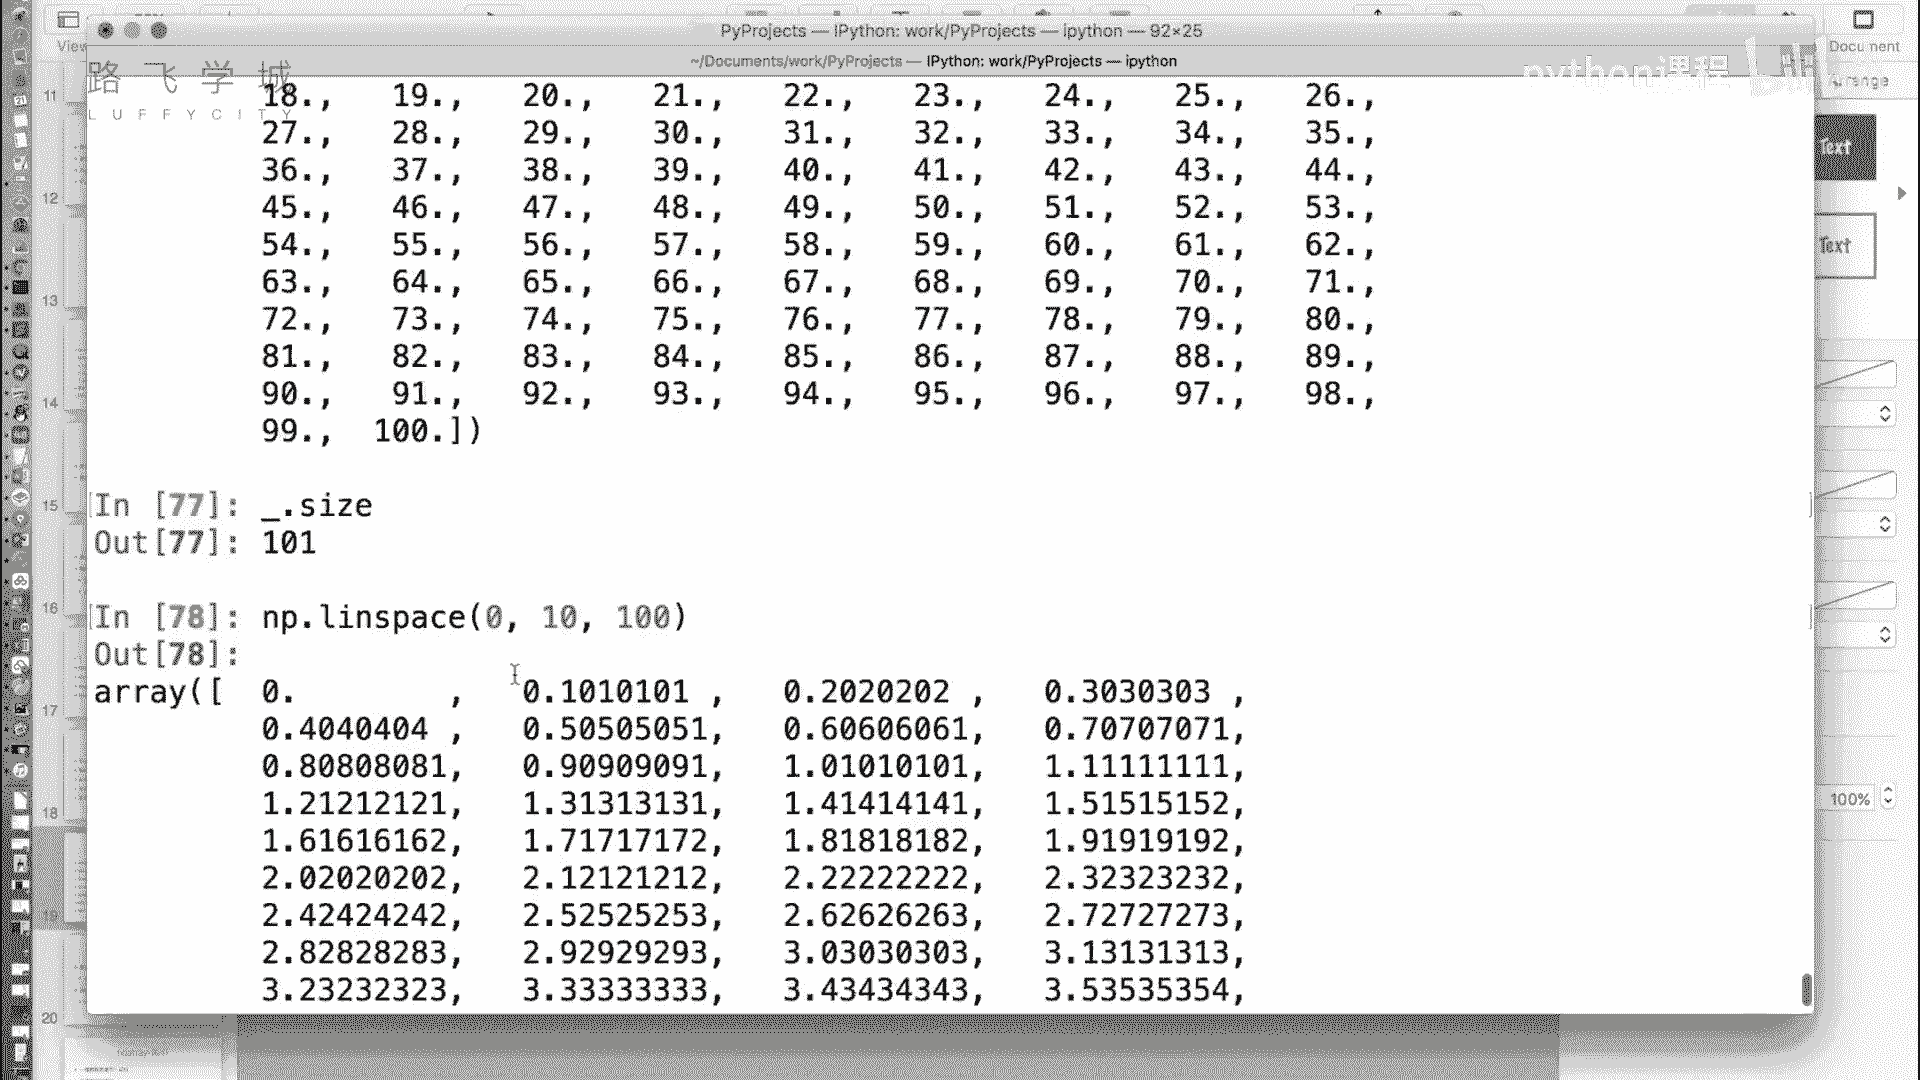 PyProjects — IPython: work/PyProjects — ipython — 92×25
~/Documents/work/PyProjects — IPython: work/PyProjects — ipython
View
Document
路飞学城
LUFFYCITY
python课程
Text
Text
100%
11
12
13
14
15
16
17
18
19
20
18., 19., 20., 21., 22., 23., 24., 25., 26.,
27., 28., 29., 30., 31., 32., 33., 34., 35.,
36., 37., 38., 39., 40., 41., 42., 43., 44.,
45., 46., 47., 48., 49., 50., 51., 52., 53.,
54., 55., 56., 57., 58., 59., 60., 61., 62.,
63., 64., 65., 66., 67., 68., 69., 70., 71.,
72., 73., 74., 75., 76., 77., 78., 79., 80.,
81., 82., 83., 84., 85., 86., 87., 88., 89.,
90., 91., 92., 93., 94., 95., 96., 97., 98.,
99., 100.])
In [77]: _.size
Out[77]: 101
In [78]: np.linspace(0, 10, 100)
Out[78]:
array([ 0. , 0.1010101 , 0.2020202 , 0.3030303 ,
0.4040404 , 0.50505051, 0.60606061, 0.70707071,
0.80808081, 0.90909091, 1.01010101, 1.11111111,
1.21212121, 1.31313131, 1.41414141, 1.51515152,
1.61616162, 1.71717172, 1.81818182, 1.91919192,
2.02020202, 2.12121212, 2.22222222, 2.32323232,
2.42424242, 2.52525253, 2.62626263, 2.72727273,
2.82828283, 2.92929293, 3.03030303, 3.13131313,
3.23232323, 3.33333333, 3.43434343, 3.53535354,